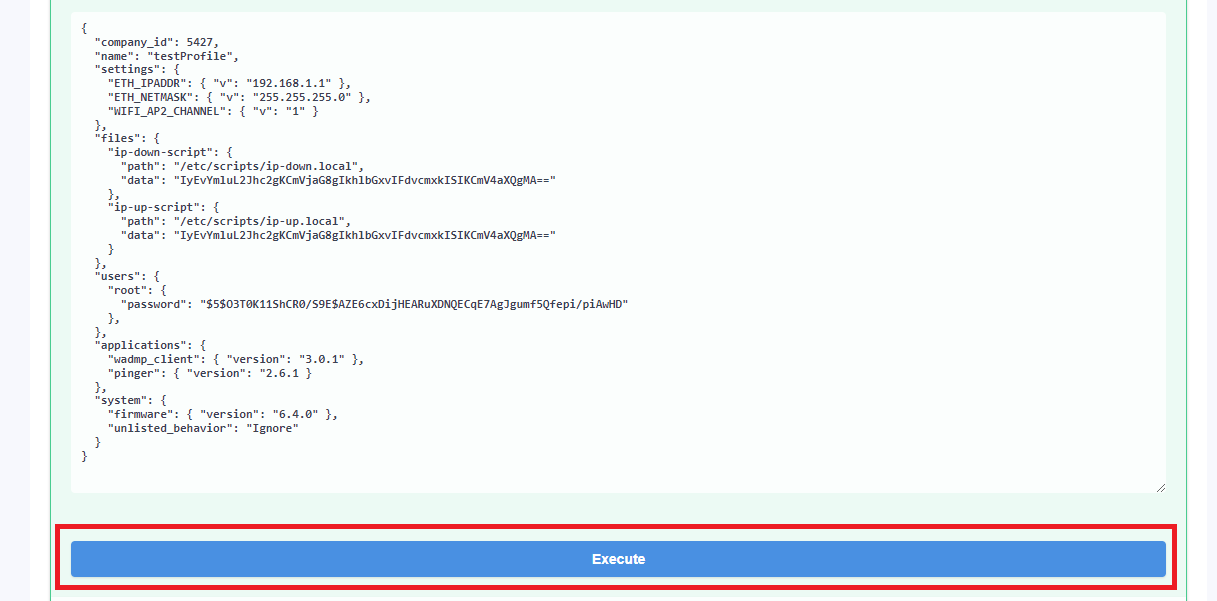 {
  "company_id": 5427,
  "name": "testProfile",
  "settings": {
    "ETH_IPADDR": { "v": "192.168.1.1" },
    "ETH_NETMASK": { "v": "255.255.255.0" },
    "WIFI_AP2_CHANNEL": { "v": "1" }
  },
  "files": {
    "ip-down-script": {
      "path": "/etc/scripts/ip-down.local",
      "data": "IyEvYmluL2Jhc2gKCmVjaG8gIkhlbGxvIFdvcmxkISIKCmV4aXQgMA=="
    },
    "ip-up-script": {
      "path": "/etc/scripts/ip-up.local",
      "data": "IyEvYmluL2Jhc2gKCmVjaG8gIkhlbGxvIFdvcmxkISIKCmV4aXQgMA=="
    }
  },
  "users": {
    "root": {
      "password": "$5$O3T0K11ShCR0/S9E$AZE6cxDijHEARuXDNQECqE7AgJgumf5Qfepi/piAwHD"
    },
  },
  "applications": {
    "wadmp_client": { "version": "3.0.1" },
    "pinger": { "version": "2.6.1 }
  },
  "system": {
    "firmware": { "version": "6.4.0" },
    "unlisted_behavior": "Ignore"
  }
}
Execute